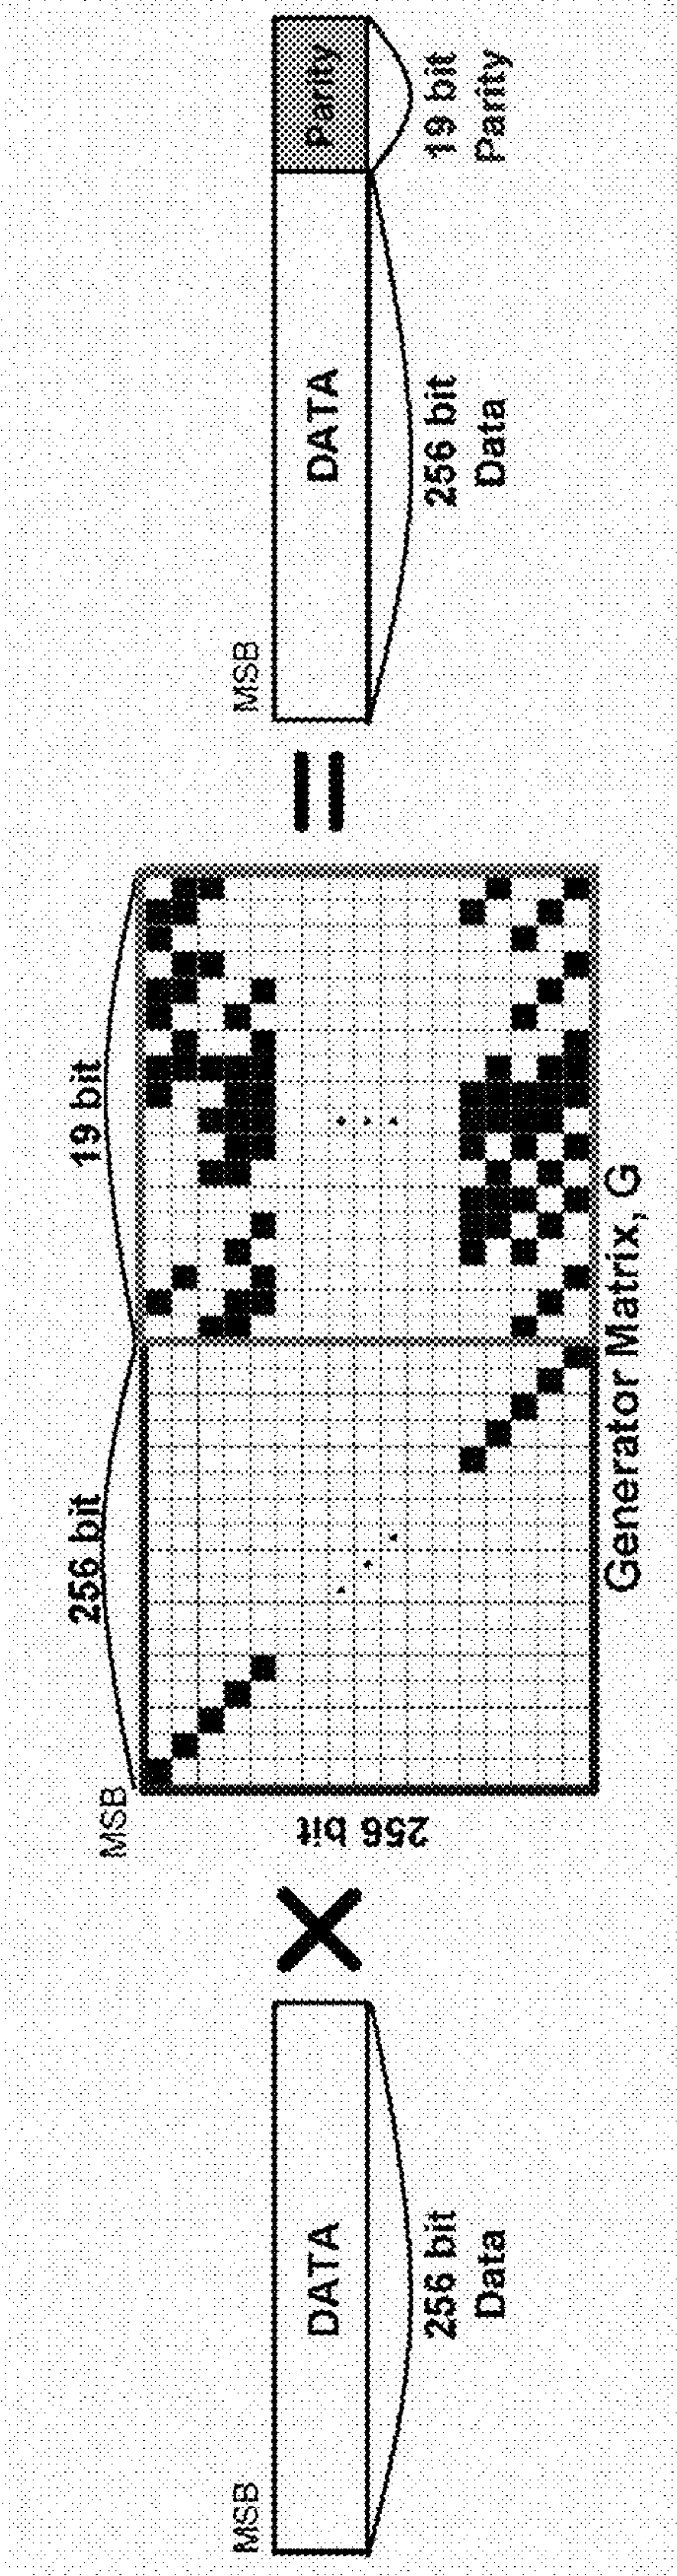 MSB
DATA
256 bit
Data
MSB
256 bit
19 bit
256 bit
Generator Matrix, G
MSB
DATA
Parity
256 bit
Data
19 bit
Parity